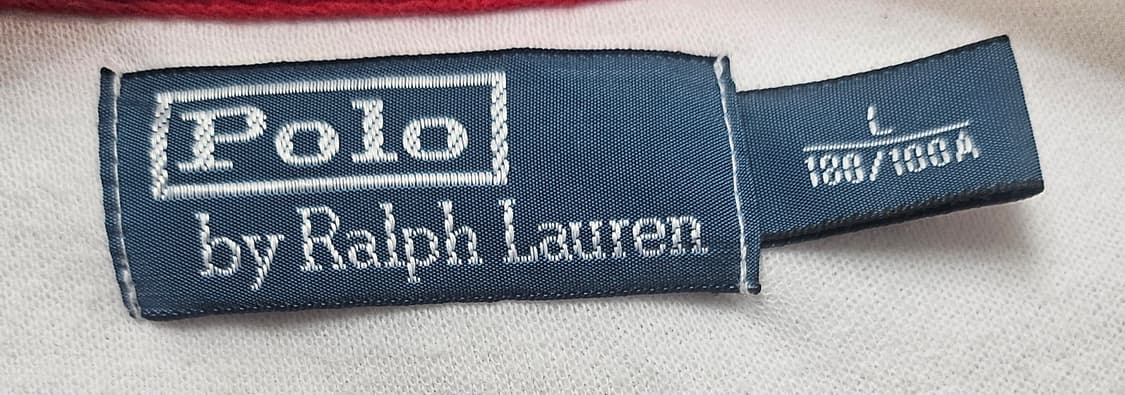 Polo
by Ralph Lauren
L
180/100A